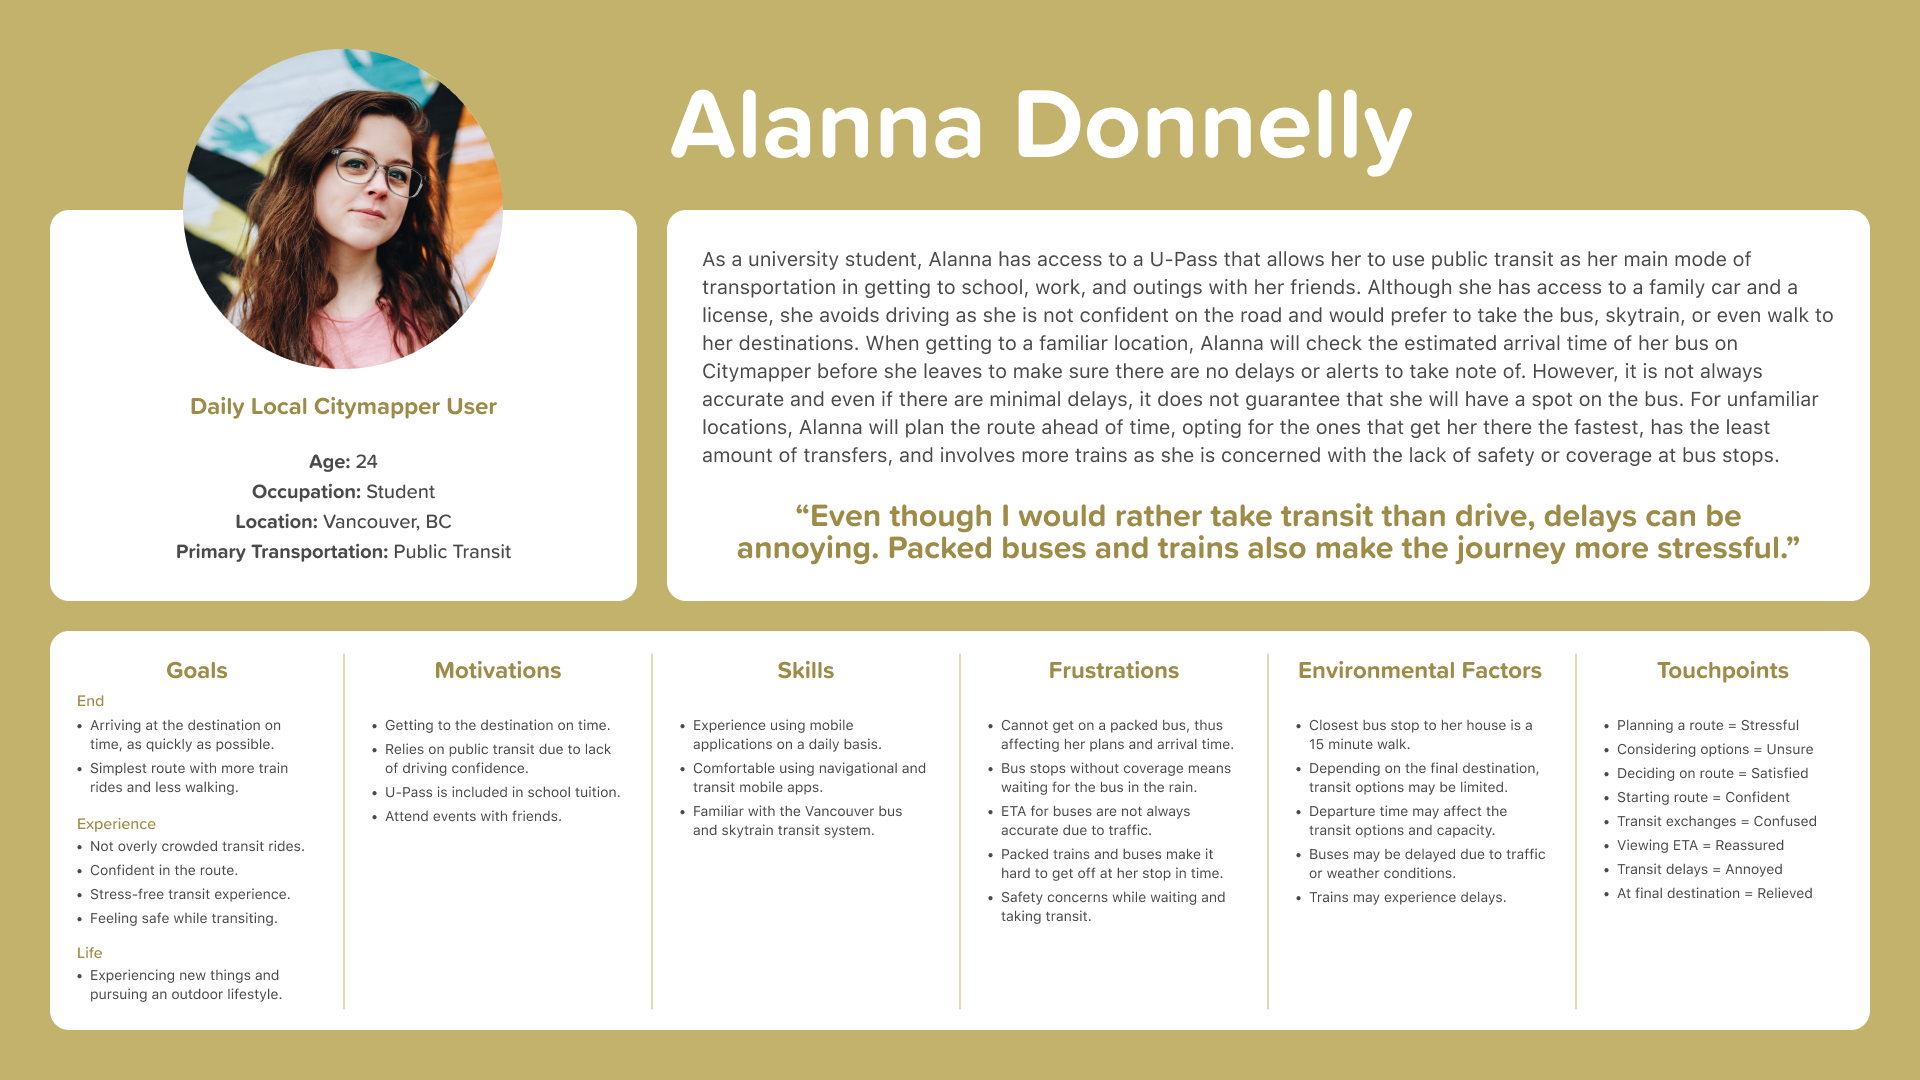 Alanna Donnelly
Daily Local Citymapper User
Age: 24
Occupation: Student
Location: Vancouver, BC
Primary Transportation: Public Transit
As a university student, Alanna has access to a U-Pass that allows her to use public transit as her main mode of
transportation in getting to school, work, and outings with her friends. Although she has access to a family car and a
license, she avoids driving as she is not confident on the road and would prefer to take the bus, skytrain, or even walk to
her destinations. When getting to a familiar location, Alanna will check the estimated arrival time of her bus on
Citymapper before she leaves to make sure there are no delays or alerts to take note of. However, it is not always
accurate and even if there are minimal delays, it does not guarantee that she will have a spot on the bus. For unfamiliar
locations, Alanna will plan the route ahead of time, opting for the ones that get her there the fastest, has the least
amount of transfers, and involves more trains as she is concerned with the lack of safety or coverage at bus stops.
“Even though I would rather take transit than drive, delays can be
annoying. Packed buses and trains also make the journey more stressful.”
Goals
End
• Arriving at the destination on
time, as quickly as possible.
• Simplest route with more train
rides and less walking.
Experience
• Not overly crowded transit rides.
• Confident in the route.
• Stress-free transit experience.
• Feeling safe while transiting.
Life
• Experiencing new things and
pursuing an outdoor lifestyle.
Motivations
• Getting to the destination on time.
• Relies on public transit due to lack
of driving confidence.
• U-Pass is included in school tuition.
• Attend events with friends.
Skills
• Experience using mobile
applications on a daily basis.
• Comfortable using navigational and
transit mobile apps.
• Familiar with the Vancouver bus
and skytrain transit system.
Frustrations
• Cannot get on a packed bus, thus
affecting her plans and arrival time.
• Bus stops without coverage means
waiting for the bus in the rain.
• ETA for buses are not always
accurate due to traffic.
• Packed trains and buses make it
hard to get off at her stop in time.
• Safety concerns while waiting and
taking transit.
Environmental Factors
• Closest bus stop to her house is a
15 minute walk.
• Depending on the final destination,
transit options may be limited.
• Departure time may affect the
transit options and capacity.
• Buses may be delayed due to traffic
or weather conditions.
• Trains may experience delays.
Touchpoints
• Planning a route = Stressful
• Considering options = Unsure
• Deciding on route = Satisfied
• Starting route = Confident
• Transit exchanges = Confused
• Viewing ETA = Reassured
• Transit delays = Annoyed
• At final destination = Relieved